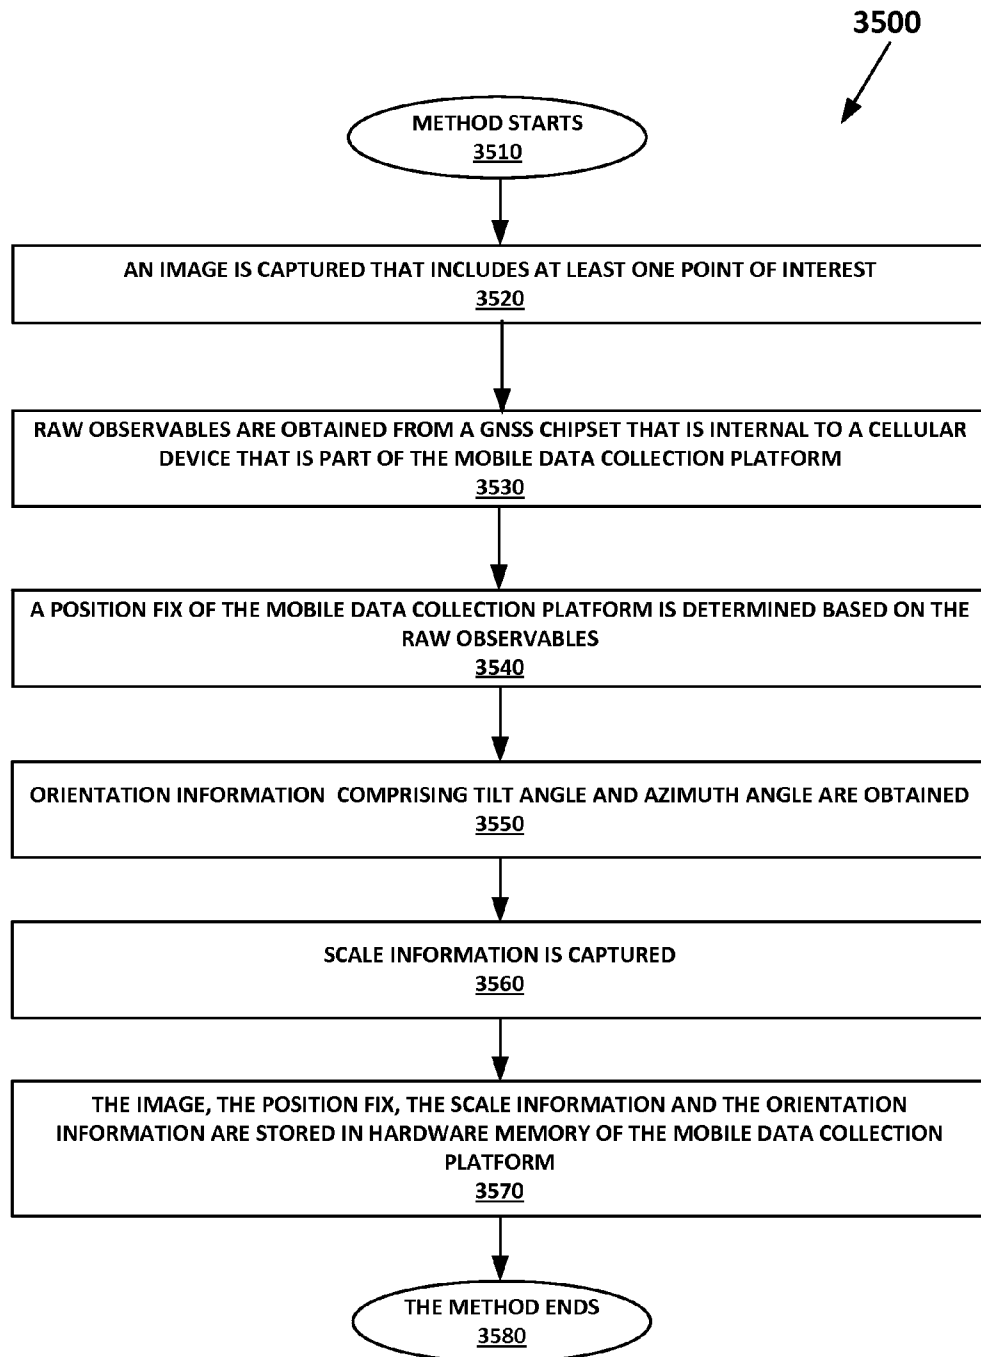 3500
METHOD STARTS
3510
AN IMAGE IS CAPTURED THAT INCLUDES AT LEAST ONE POINT OF INTEREST
3520
RAW OBSERVABLES ARE OBTAINED FROM A GNSS CHIPSET THAT IS INTERNAL TO A CELLULAR
DEVICE THAT IS PART OF THE MOBILE DATA COLLECTION PLATFORM
3530
A POSITION FIX OF THE MOBILE DATA COLLECTION PLATFORM IS DETERMINED BASED ON THE
RAW OBSERVABLES
3540
ORIENTATION INFORMATION COMPRISING TILT ANGLE AND AZIMUTH ANGLE ARE OBTAINED
3550
SCALE INFORMATION IS CAPTURED
3560
THE IMAGE, THE POSITION FIX, THE SCALE INFORMATION AND THE ORIENTATION
INFORMATION ARE STORED IN HARDWARE MEMORY OF THE MOBILE DATA COLLECTION
PLATFORM
3570
THE METHOD ENDS
3580